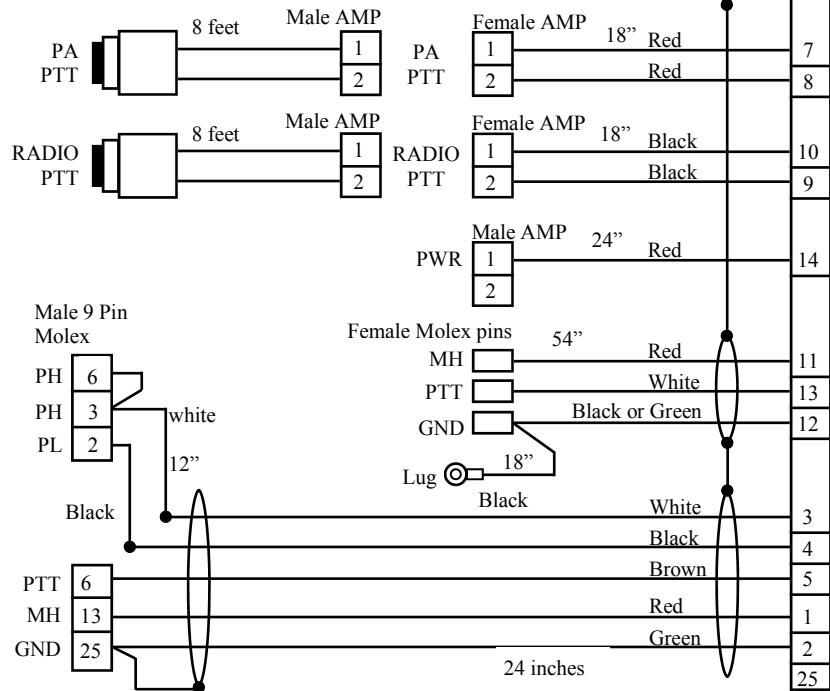 8 feet Male AMP Female AMP 18” Red 7
PA PTT 1 2 PA PTT 1 2 Red 8
8 feet Male AMP Female AMP 18” Black 10
RADIO PTT 1 2 RADIO PTT 1 2 Black 9
Male AMP 24” Red 14
PWR 1
2
Male 9 Pin
Molex
PH 6
PH 3 white
PL 2
12”
Black
Female Molex pins 54”
MH Red 11
PTT White 13
GND Black or Green 12
Lug 18”
Black
White 3
Black 4
PTT 6 Brown 5
MH 13 Red 1
GND 25 Green 2
24 inches
25